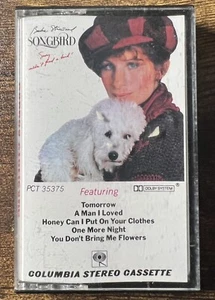 Barbra Streisand
SONGBIRD
PCT 35375
Featuring
DOLBY SYSTEM
Tomorrow
A Man I Loved
Honey Can I Put On Your Clothes
One More Night
You Don't Bring Me Flowers
COLUMBIA STEREO CASSETTE